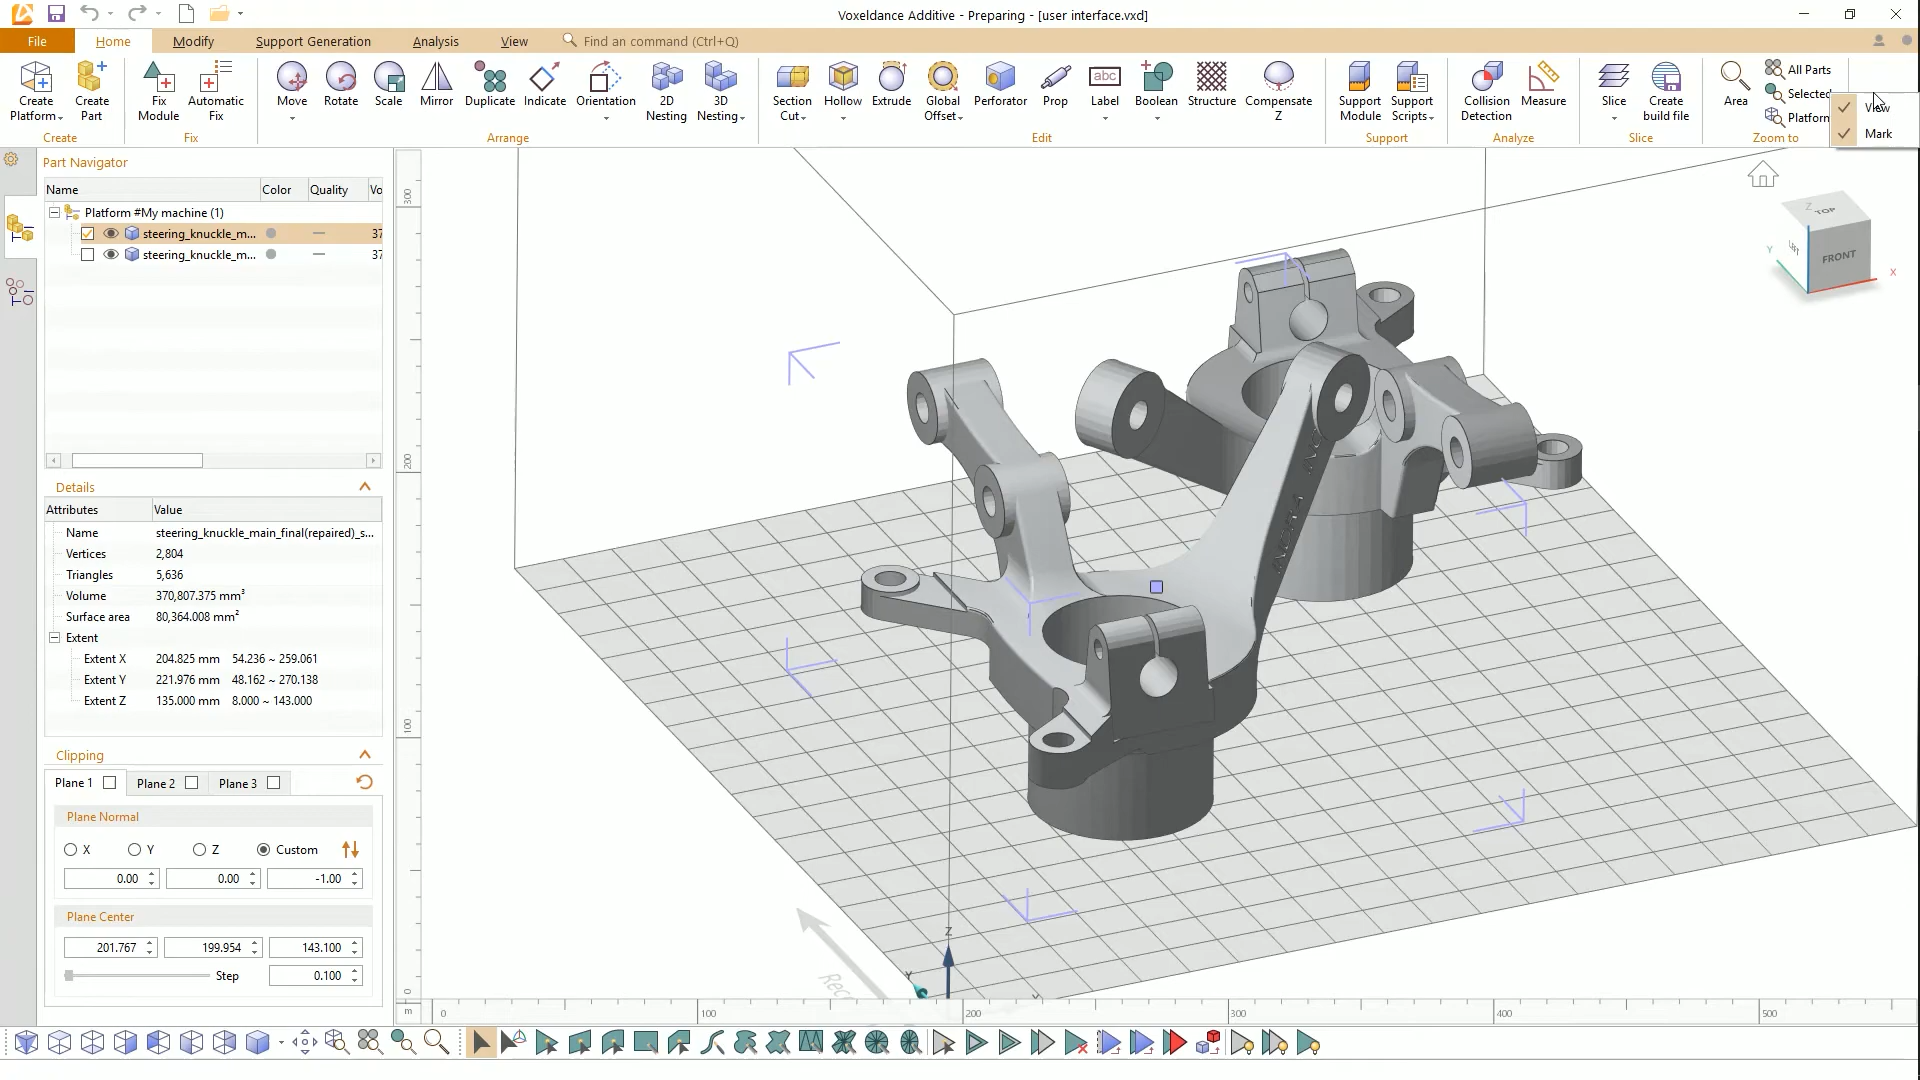 Voxeldance Additive - Preparing - [user interface.vxd]
File Home Modify Support Generation Analysis View Find an command (Ctrl+Q)
Create Platform Create Part Fix Module Automatic Fix Move Rotate Scale Mirror Duplicate Indicate Orientation 2D Nesting 3D Nesting Section Cut Hollow Extrude Global Offset Perforator Prop abc Label Boolean Structure Compensate Z Support Module Support Scripts Collision Detection Measure Slice Create build file Area All Parts
Selected
Platform
View
Mark
Create Fix Arrange Edit Support Analyze Slice Zoom to
Part Navigator
Name Color Quality Vo
Platform #My machine (1)
steering_knuckle_m... 37
steering_knuckle_m... 37
Details
Attributes Value
Name steering_knuckle_main_final(repaired)_s...
Vertices 2,804
Triangles 5,636
Volume 370,807.375 mm³
Surface area 80,364.008 mm²
Extent
Extent X 204.825 mm 54.236 ~ 259.061
Extent Y 221.976 mm 48.162 ~ 270.138
Extent Z 135.000 mm 8.000 ~ 143.000
Clipping
Plane 1 Plane 2 Plane 3
Plane Normal
X Y Z Custom
0.00 0.00 -1.00
Plane Center
201.767 199.954 143.100
Step 0.100
300
200
100
0
m 0 100 200 300 400 500
Z TOP
FRONT
Y X
Z
Y